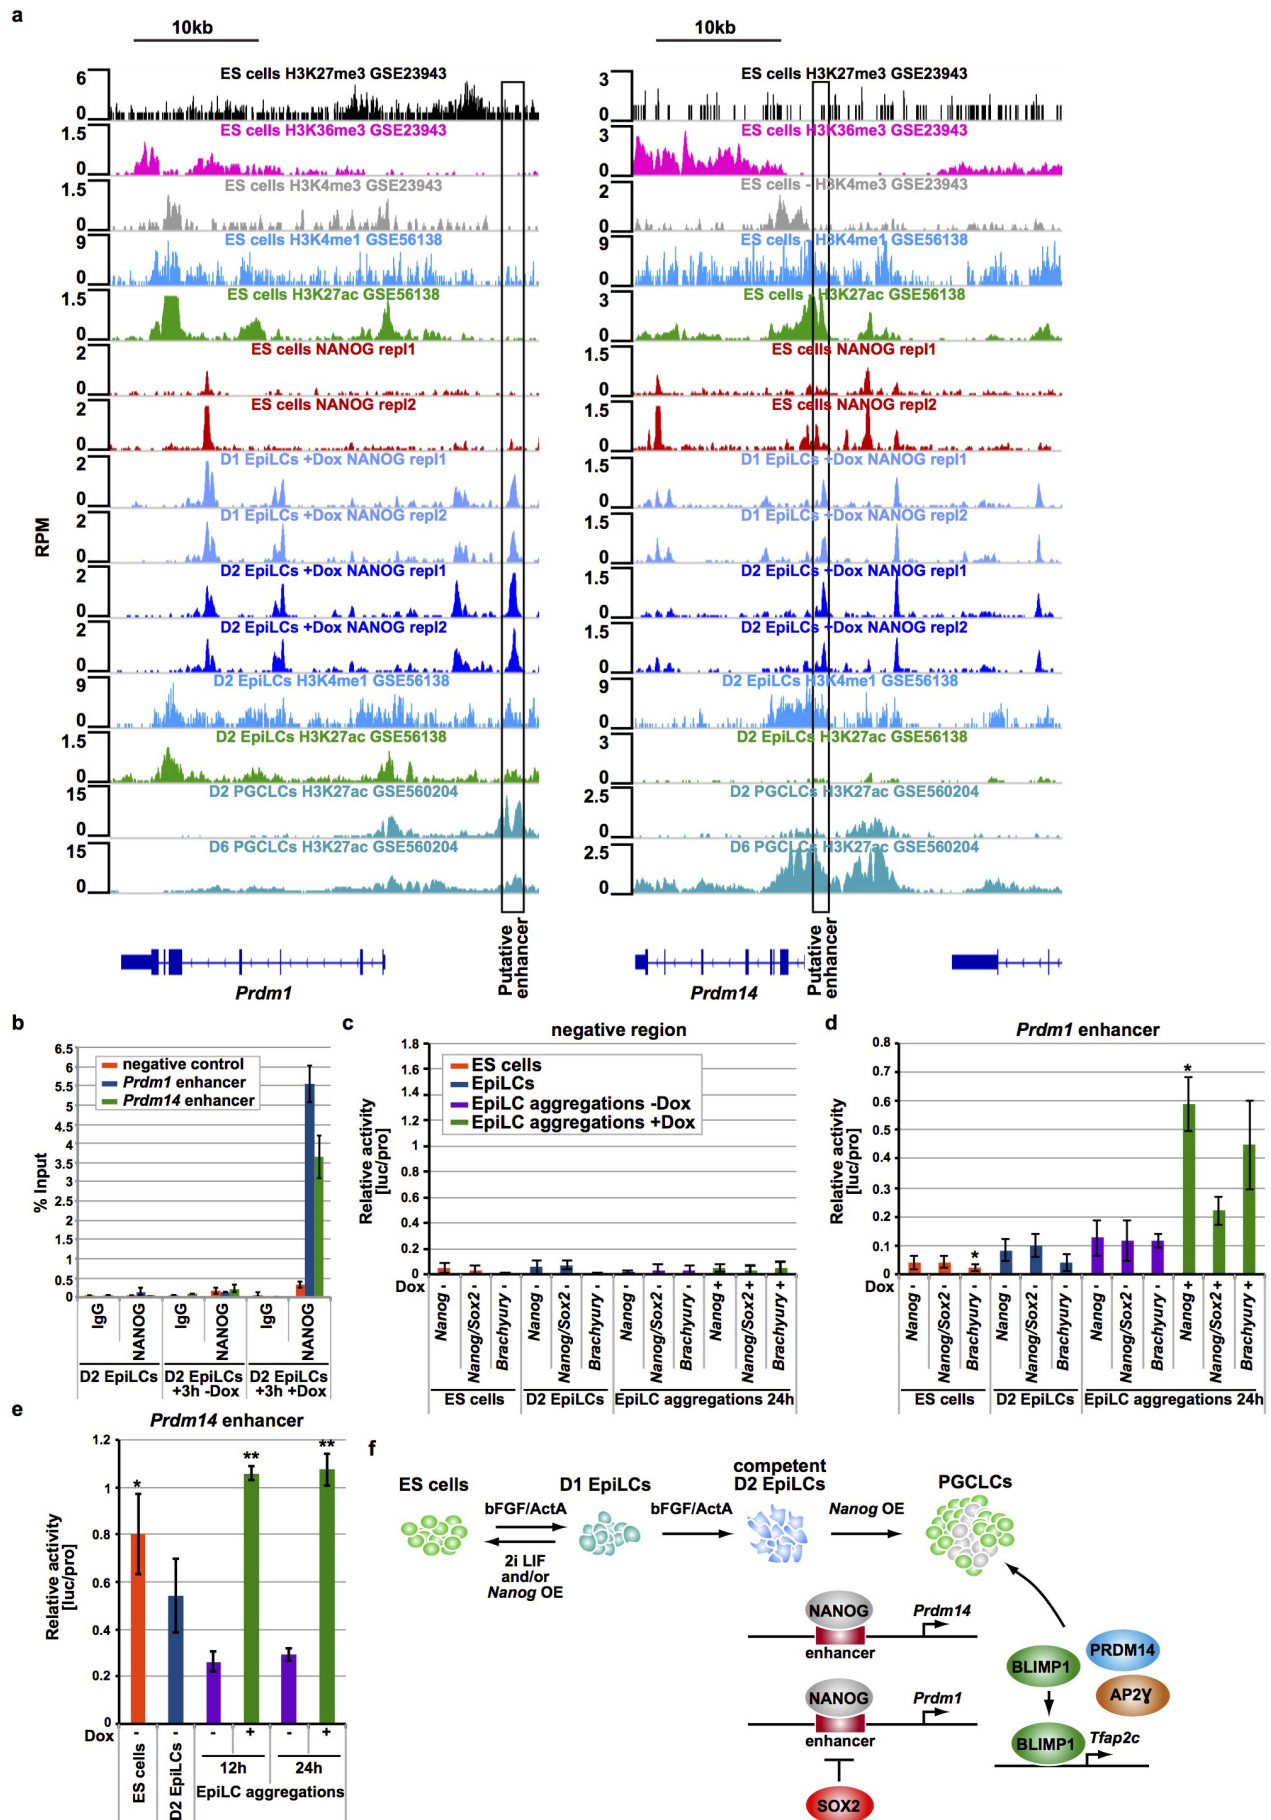 a
10kb
10kb
RPM
ES cells H3K27me3 GSE23943
6
0
ES cells H3K36me3 GSE23943
1.5
0
ES cells H3K4me3 GSE23943
1.5
0
ES cells H3K4me1 GSE56138
9
0
ES cells H3K27ac GSE56138
1.5
0
ES cells NANOG repl1
2
0
ES cells NANOG repl2
2
0
D1 EpiLCs +Dox NANOG repl1
2
0
D1 EpiLCs +Dox NANOG repl2
2
0
D2 EpiLCs +Dox NANOG repl1
2
0
D2 EpiLCs +Dox NANOG repl2
2
0
D2 EpiLCs H3K4me1 GSE56138
9
0
D2 EpiLCs H3K27ac GSE56138
1.5
0
D2 PGCLCs H3K27ac GSE560204
15
0
D6 PGCLCs H3K27ac GSE560204
15
0
Prdm1
Putative
enhancer
ES cells H3K27me3 GSE23943
3
0
ES cells H3K36me3 GSE23943
3
0
ES cells - H3K4me3 GSE23943
2
0
ES cells - H3K4me1 GSE56138
9
0
ES cells - H3K27ac GSE56138
3
0
ES cells NANOG repl1
1.5
0
ES cells NANOG repl2
1.5
0
D1 EpiLCs +Dox NANOG repl1
1.5
0
D1 EpiLCs +Dox NANOG repl2
1.5
0
D2 EpiLCs +Dox NANOG repl1
1.5
0
D2 EpiLCs +Dox NANOG repl2
1.5
0
D2 EpiLCs H3K4me1 GSE56138
9
0
D2 EpiLCs H3K27ac GSE56138
3
0
D2 PGCLCs H3K27ac GSE560204
2.5
0
D6 PGCLCs H3K27ac GSE560204
2.5
0
Prdm14
Putative
enhancer
b
% Input
6.5
6
5.5
5
4.5
4
3.5
3
2.5
2
1.5
1
0.5
0
negative control
Prdm1 enhancer
Prdm14 enhancer
IgG NANOG IgG NANOG IgG NANOG
D2 EpiLCs D2 EpiLCs D2 EpiLCs
+3h -Dox +3h +Dox
c
negative region
Relative activity
[luc/pro]
1.8
1.6
1.4
1.2
1
0.8
0.6
0.4
0.2
0
ES cells
EpiLCs
EpiLC aggregations -Dox
EpiLC aggregations +Dox
Dox - - - - - - - - - + + +
Nanog Nanog/Sox2 Brachyury Nanog Nanog/Sox2 Brachyury Nanog Nanog/Sox2 Brachyury Nanog Nanog/Sox2 Brachyury
ES cells D2 EpiLCs EpiLC aggregations 24h
d
Prdm1 enhancer
Relative activity
[luc/pro]
0.8
0.7
0.6
0.5
0.4
0.3
0.2
0.1
0
* *
Dox - - - - - - - - - + + +
Nanog Nanog/Sox2 Brachyury Nanog Nanog/Sox2 Brachyury Nanog Nanog/Sox2 Brachyury Nanog Nanog/Sox2 Brachyury
ES cells D2 EpiLCs EpiLC aggregations 24h
e
Prdm14 enhancer
Relative activity
[luc/pro]
1.2
1
0.8
0.6
0.4
0.2
0
* ** **
Dox - - - + - +
ES cells D2 EpiLCs 12h 24h
EpiLC aggregations
f
ES cells
D1 EpiLCs
competent
D2 EpiLCs
PGCLCs
bFGF/ActA
bFGF/ActA
Nanog OE
2i LIF
and/or
Nanog OE
NANOG
Prdm14
enhancer
NANOG
Prdm1
enhancer
SOX2
BLIMP1
PRDM14
AP2γ
BLIMP1
Tfap2c